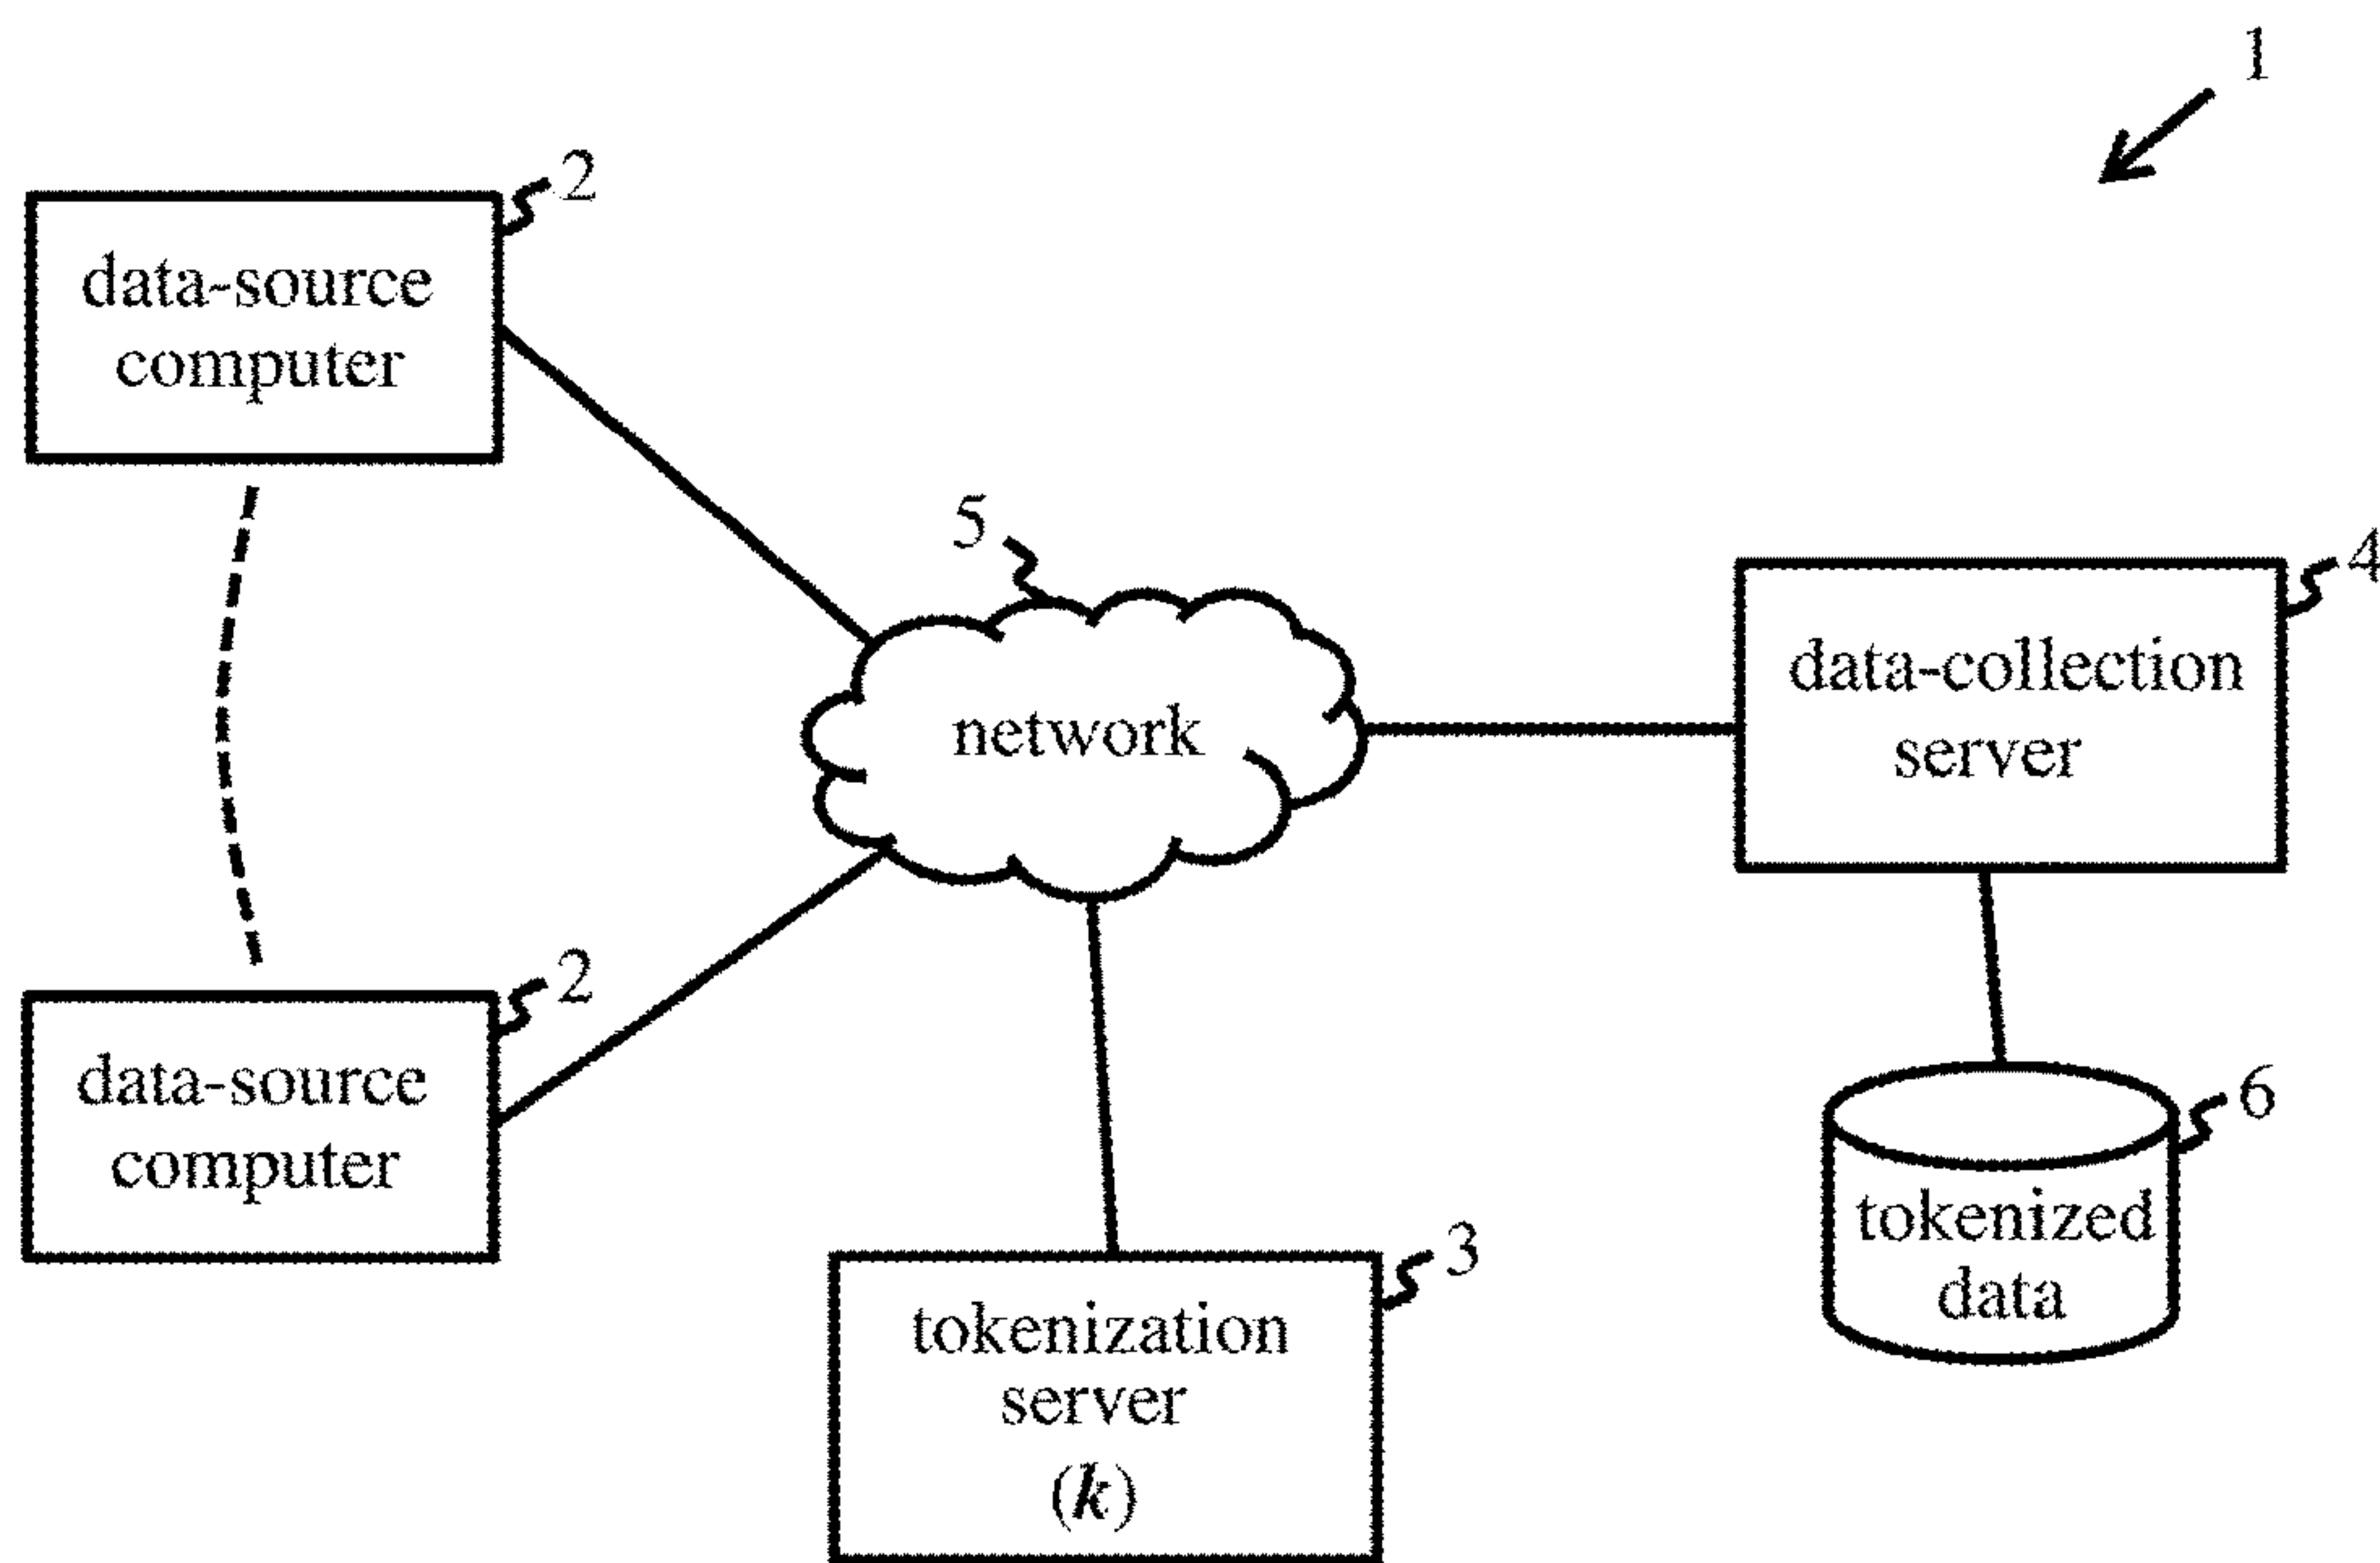 1
2
data-source
computer
5
network
4
data-collection
server
2
data-source
computer
6
tokenized
data
3
tokenization
server
(k)